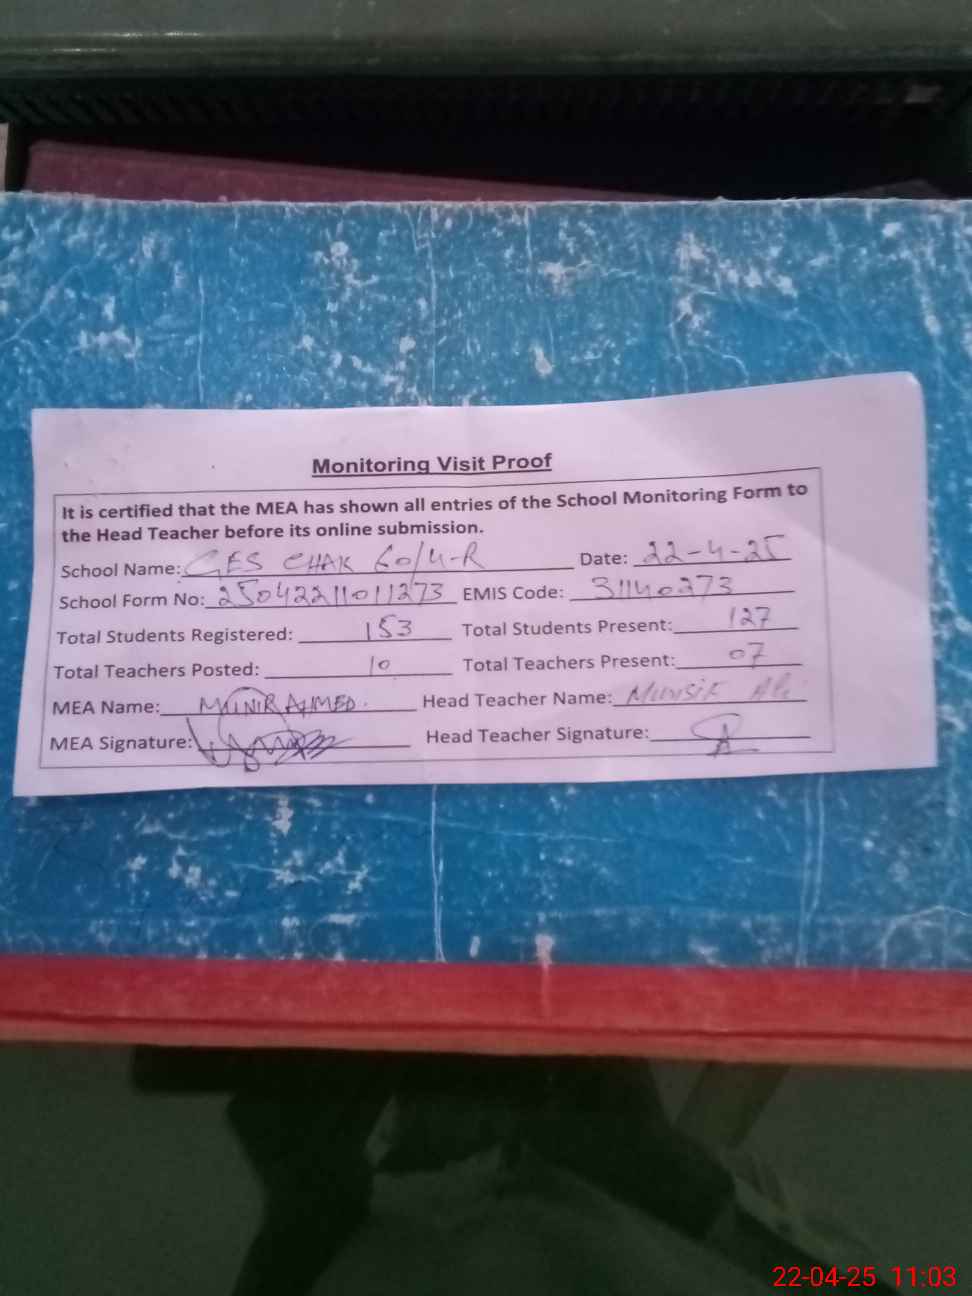 Monitoring Visit Proof
It is certified that the MEA has shown all entries of the School Monitoring Form to
the Head Teacher before its online submission.
School Name: GES CHAK 60/4-R Date: 22-4-25
School Form No: 25042211011273 EMIS Code: 31140273
Total Students Registered: 153 Total Students Present: 127
Total Teachers Posted: 10 Total Teachers Present: 07
MEA Name: MUNIR AHMED. Head Teacher Name: Munsif Ali
MEA Signature: Head Teacher Signature:
22-04-25 11:03